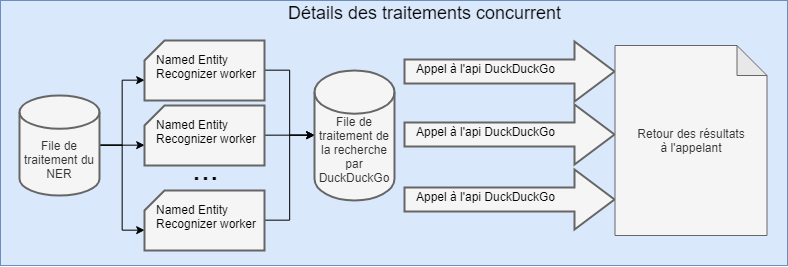 Détails des traitements concurrent
Named Entity
Recognizer worker
Appel à l'api DuckDuckGo
File de
traitement du
NER
Named Entity
Recognizer worker
...
Named Entity
Recognizer worker
File de
traitement de
la recherche
par
DuckDuckGo
Appel à l'api DuckDuckGo
Appel à l'api DuckDuckGo
Retour des résultats
à l'appelant